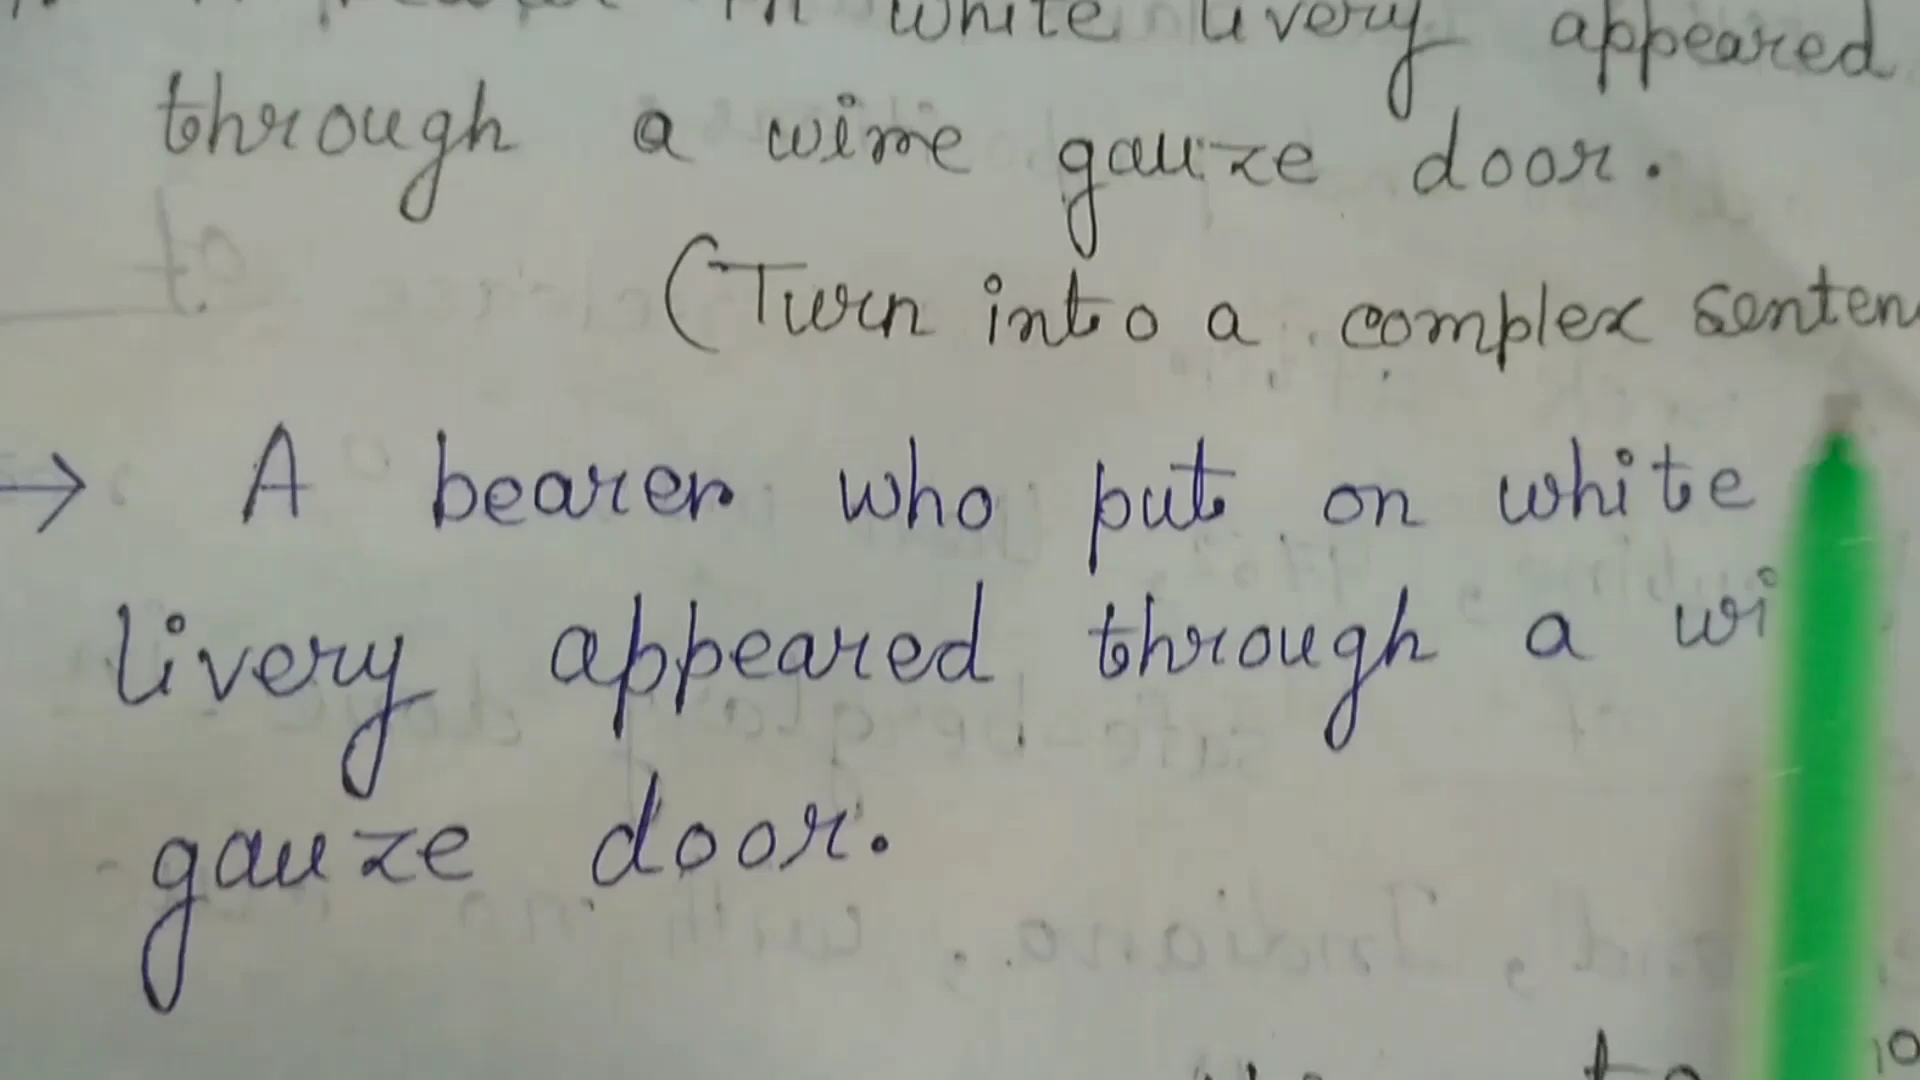 in white livery appeared
through a wire gauze door.
(Turn into a complex senten
→ A bearer who put on white
livery appeared through a wi
gauze door.